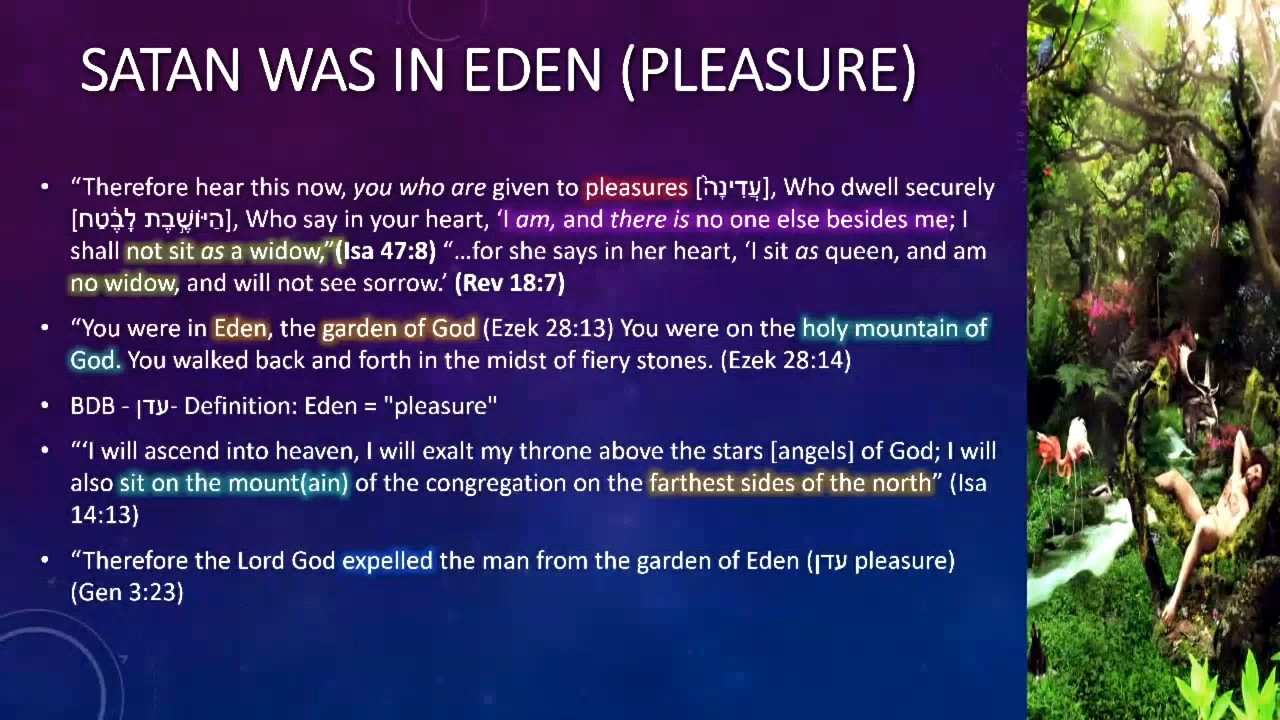 SATAN WAS IN EDEN (PLEASURE)
• “Therefore hear this now, you who are given to pleasures [עֲדִינָה֙], Who dwell securely
[הַיּוֹשֶׁ֣בֶת לָבֶ֔טַח], Who say in your heart, ‘I am, and there is no one else besides me; I
shall not sit as a widow,”(Isa 47:8) “…for she says in her heart, ‘I sit as queen, and am
no widow, and will not see sorrow.’ (Rev 18:7)
• “You were in Eden, the garden of God (Ezek 28:13) You were on the holy mountain of
God. You walked back and forth in the midst of fiery stones. (Ezek 28:14)
• BDB - עדן- Definition: Eden = "pleasure"
• “‘I will ascend into heaven, I will exalt my throne above the stars [angels] of God; I will
also sit on the mount(ain) of the congregation on the farthest sides of the north” (Isa
14:13)
• “Therefore the Lord God expelled the man from the garden of Eden (עדן pleasure)
(Gen 3:23)